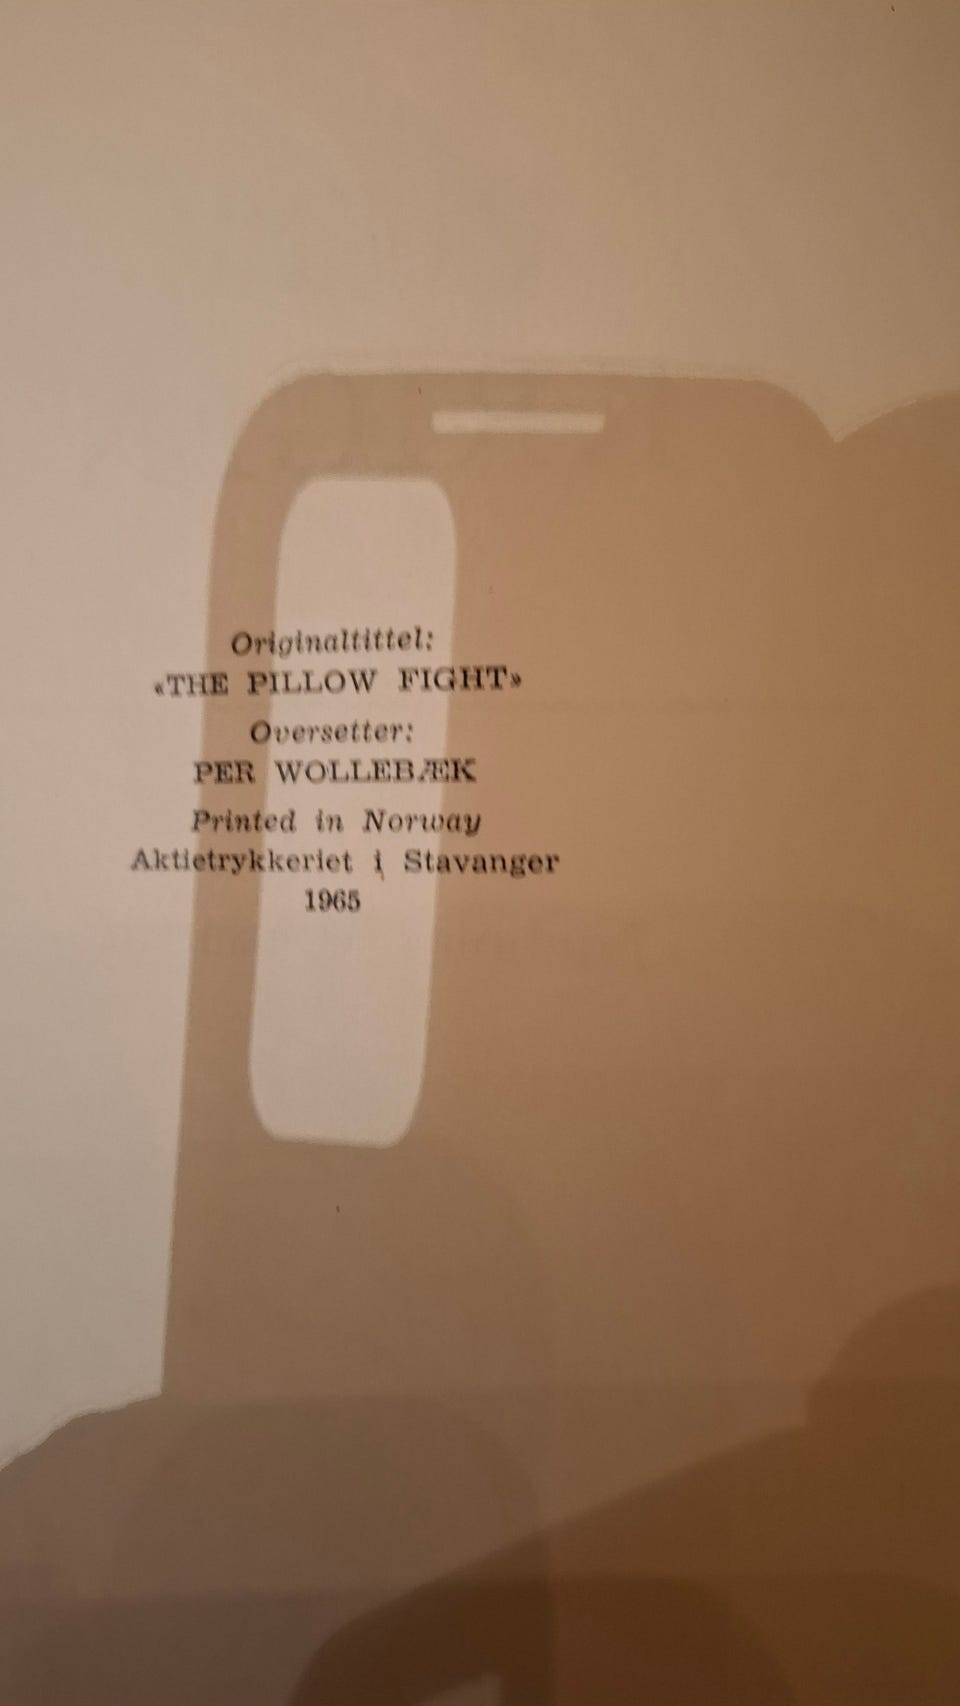 Originaltittel:
«THE PILLOW FIGHT»
Oversetter:
PER WOLLEBÆK
Printed in Norway
Aktietrykkeriet i Stavanger
1965